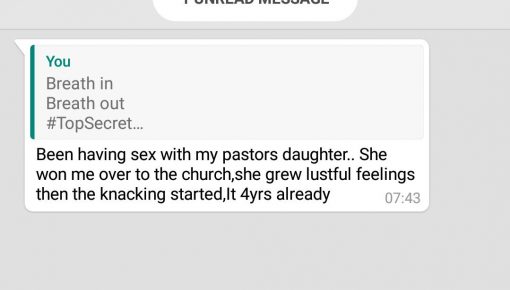 1 UNREAD MESSAGE
You
Breath in
Breath out
#TopSecret...
Been having sex with my pastors daughter.. She
won me over to the church,she grew lustful feelings
then the knacking started,It 4yrs already
07:43